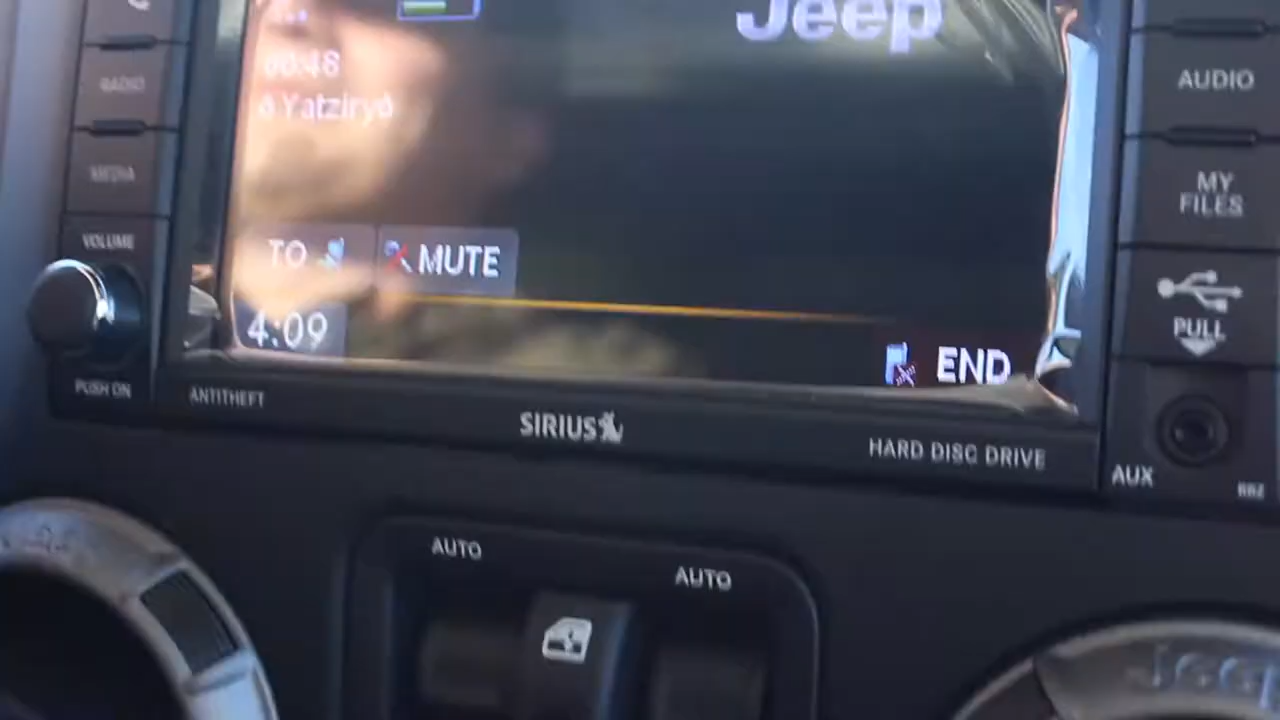 Jeep
00:48
RADIO
AUDIO
MEDIA
MY
FILES
VOLUME
TO
MUTE
PULL
4:09
END
PUSH ON
ANTITHEFT
SIRIUS
HARD DISC DRIVE
AUX
AUTO
AUTO
Jeep